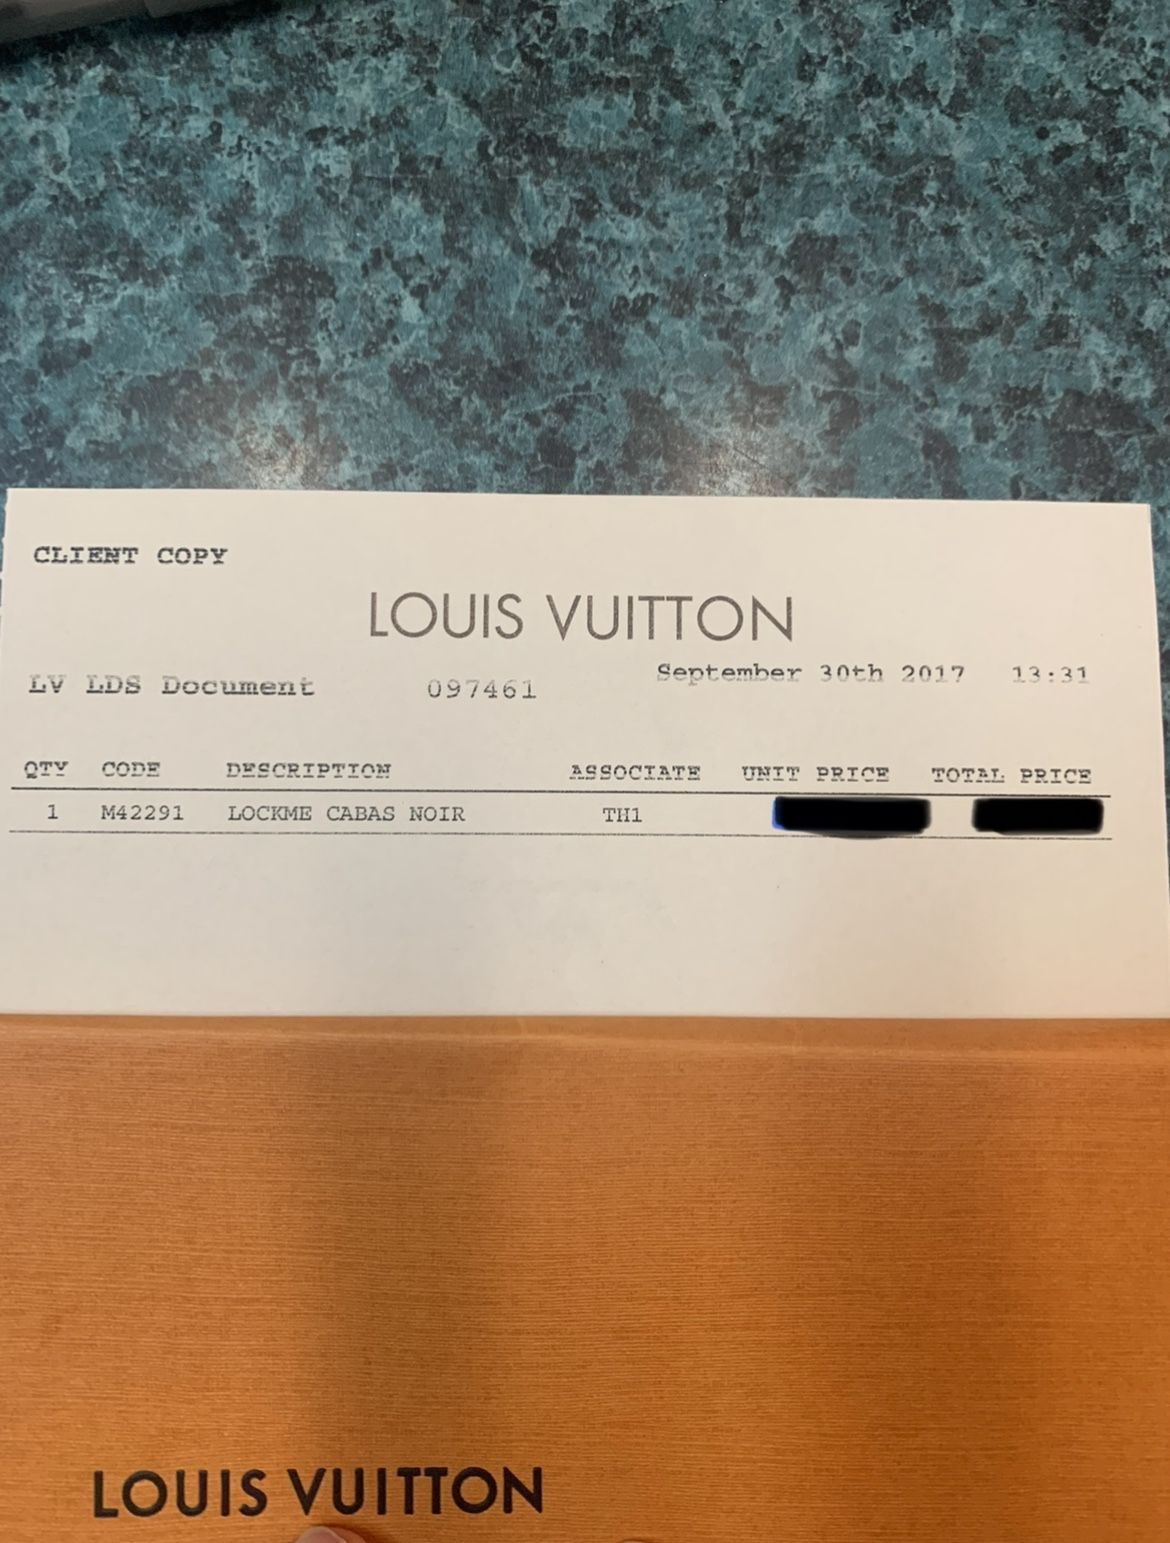 CLIENT COPY
LOUIS VUITTON
September 30th 2017 13:31
LV LDS Document 097461
QTY CODE DESCRIPTION ASSOCIATE UNIT PRICE TOTAL PRICE
1 M42291 LOCKME CABAS NOIR TH1
LOUIS VUITTON